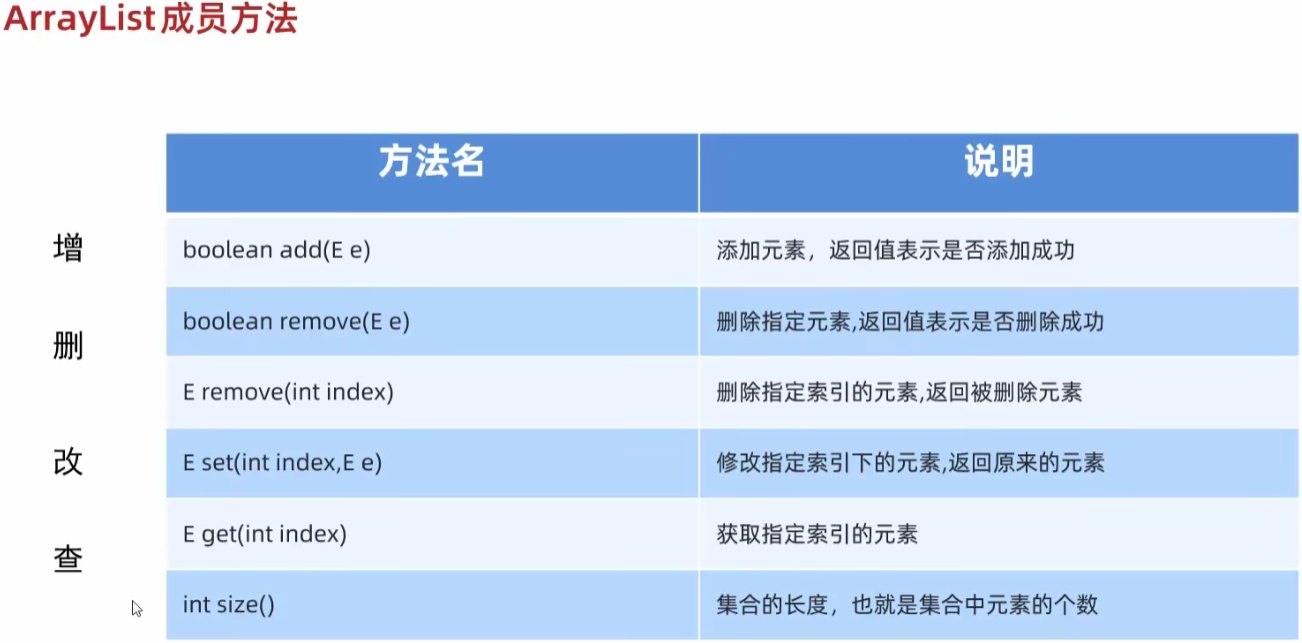 ArrayList成员方法
方法名 说明
增
boolean add(E e) 添加元素，返回值表示是否添加成功
boolean remove(E e) 删除指定元素,返回值表示是否删除成功
删
E remove(int index) 删除指定索引的元素,返回被删除元素
改
E set(int index,E e) 修改指定索引下的元素,返回原来的元素
E get(int index) 获取指定索引的元素
查
int size() 集合的长度，也就是集合中元素的个数